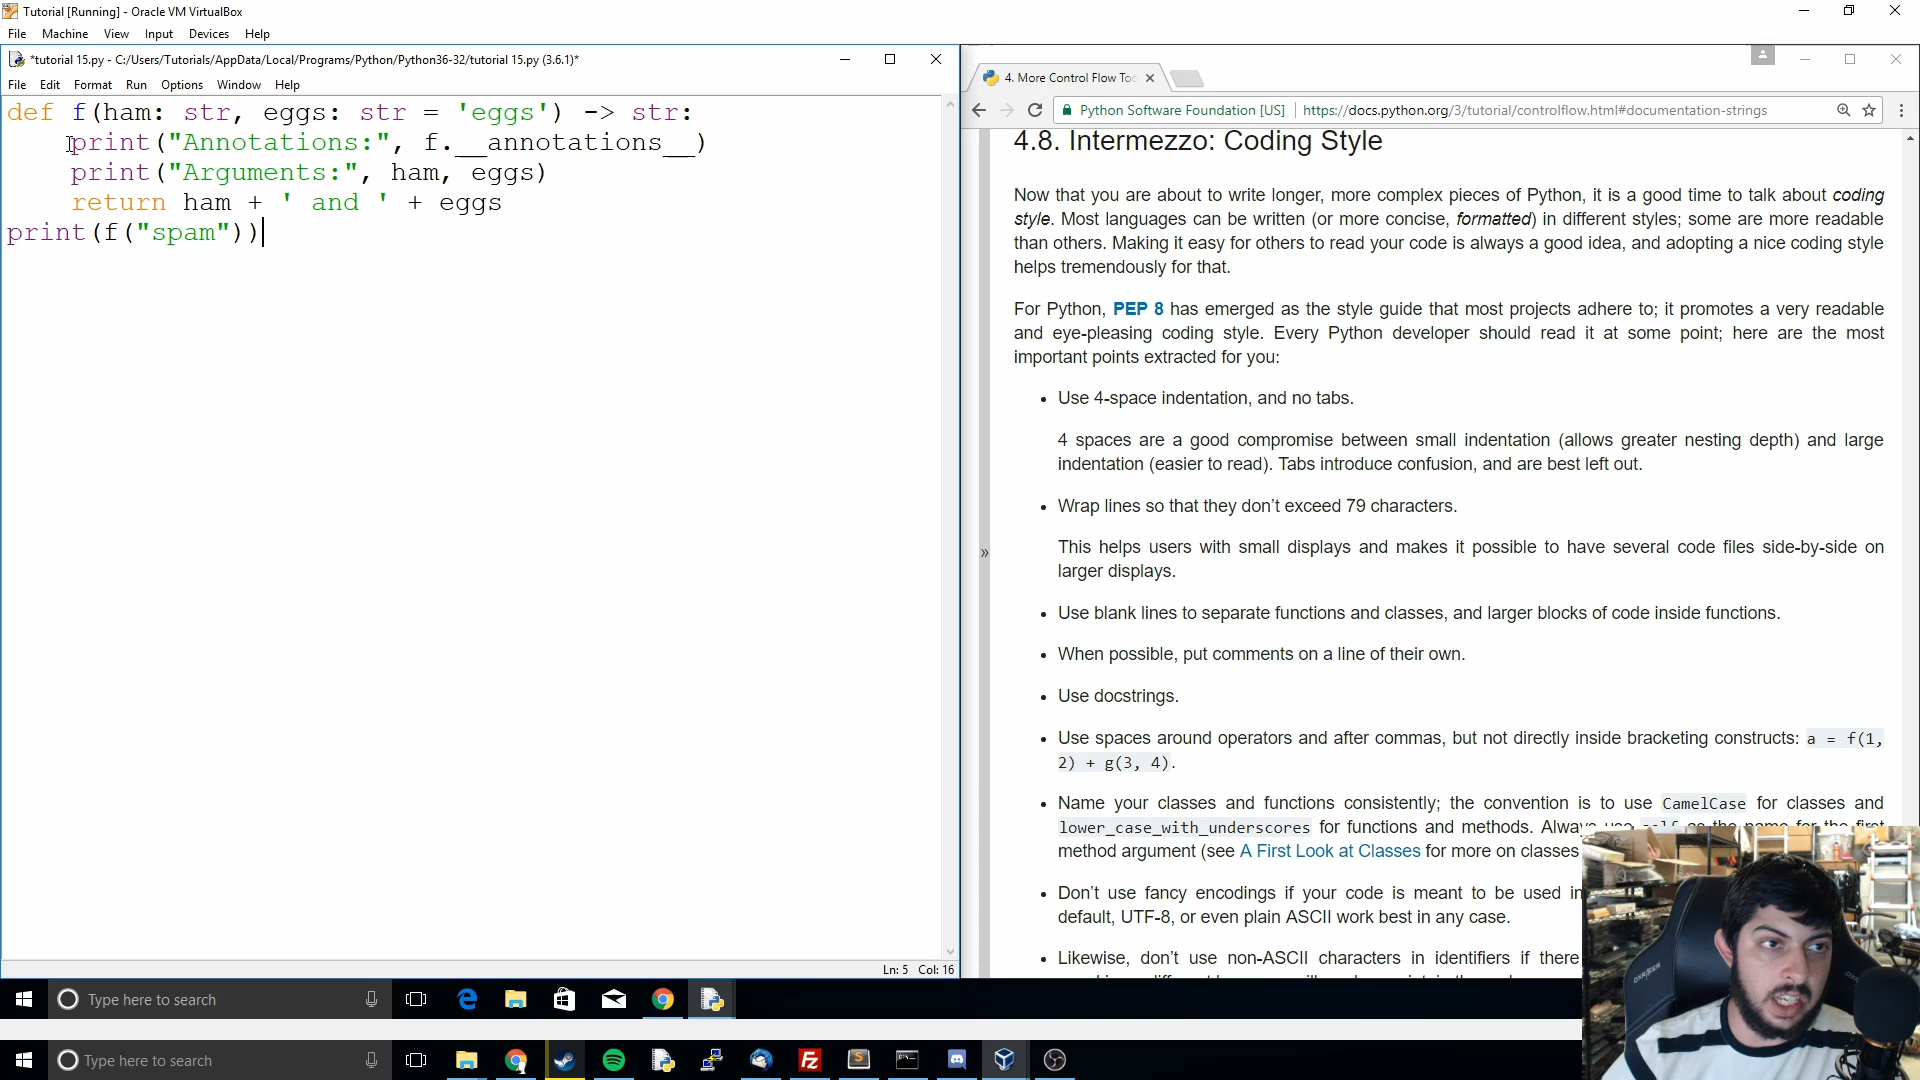 Tutorial [Running] - Oracle VM VirtualBox
File Machine View Input Devices Help
*tutorial 15.py - C:/Users/Tutorials/AppData/Local/Programs/Python/Python36-32/tutorial 15.py (3.6.1)*
File Edit Format Run Options Window Help
def f(ham: str, eggs: str = 'eggs') -> str:
    print("Annotations:", f.__annotations__)
    print("Arguments:", ham, eggs)
    return ham + ' and ' + eggs
print(f("spam"))
Ln: 5 Col: 16
4. More Control Flow Too
Python Software Foundation [US] https://docs.python.org/3/tutorial/controlflow.html#documentation-strings
4.8. Intermezzo: Coding Style
Now that you are about to write longer, more complex pieces of Python, it is a good time to talk about coding
style. Most languages can be written (or more concise, formatted) in different styles; some are more readable
than others. Making it easy for others to read your code is always a good idea, and adopting a nice coding style
helps tremendously for that.
For Python, PEP 8 has emerged as the style guide that most projects adhere to; it promotes a very readable
and eye-pleasing coding style. Every Python developer should read it at some point; here are the most
important points extracted for you:
• Use 4-space indentation, and no tabs.
4 spaces are a good compromise between small indentation (allows greater nesting depth) and large
indentation (easier to read). Tabs introduce confusion, and are best left out.
• Wrap lines so that they don’t exceed 79 characters.
This helps users with small displays and makes it possible to have several code files side-by-side on
larger displays.
• Use blank lines to separate functions and classes, and larger blocks of code inside functions.
• When possible, put comments on a line of their own.
• Use docstrings.
• Use spaces around operators and after commas, but not directly inside bracketing constructs: a = f(1,
2) + g(3, 4).
• Name your classes and functions consistently; the convention is to use CamelCase for classes and
lower_case_with_underscores for functions and methods. Always use self as the name for the first
method argument (see A First Look at Classes for more on classes
• Don’t use fancy encodings if your code is meant to be used in
default, UTF-8, or even plain ASCII work best in any case.
• Likewise, don’t use non-ASCII characters in identifiers if there
Type here to search
Type here to search